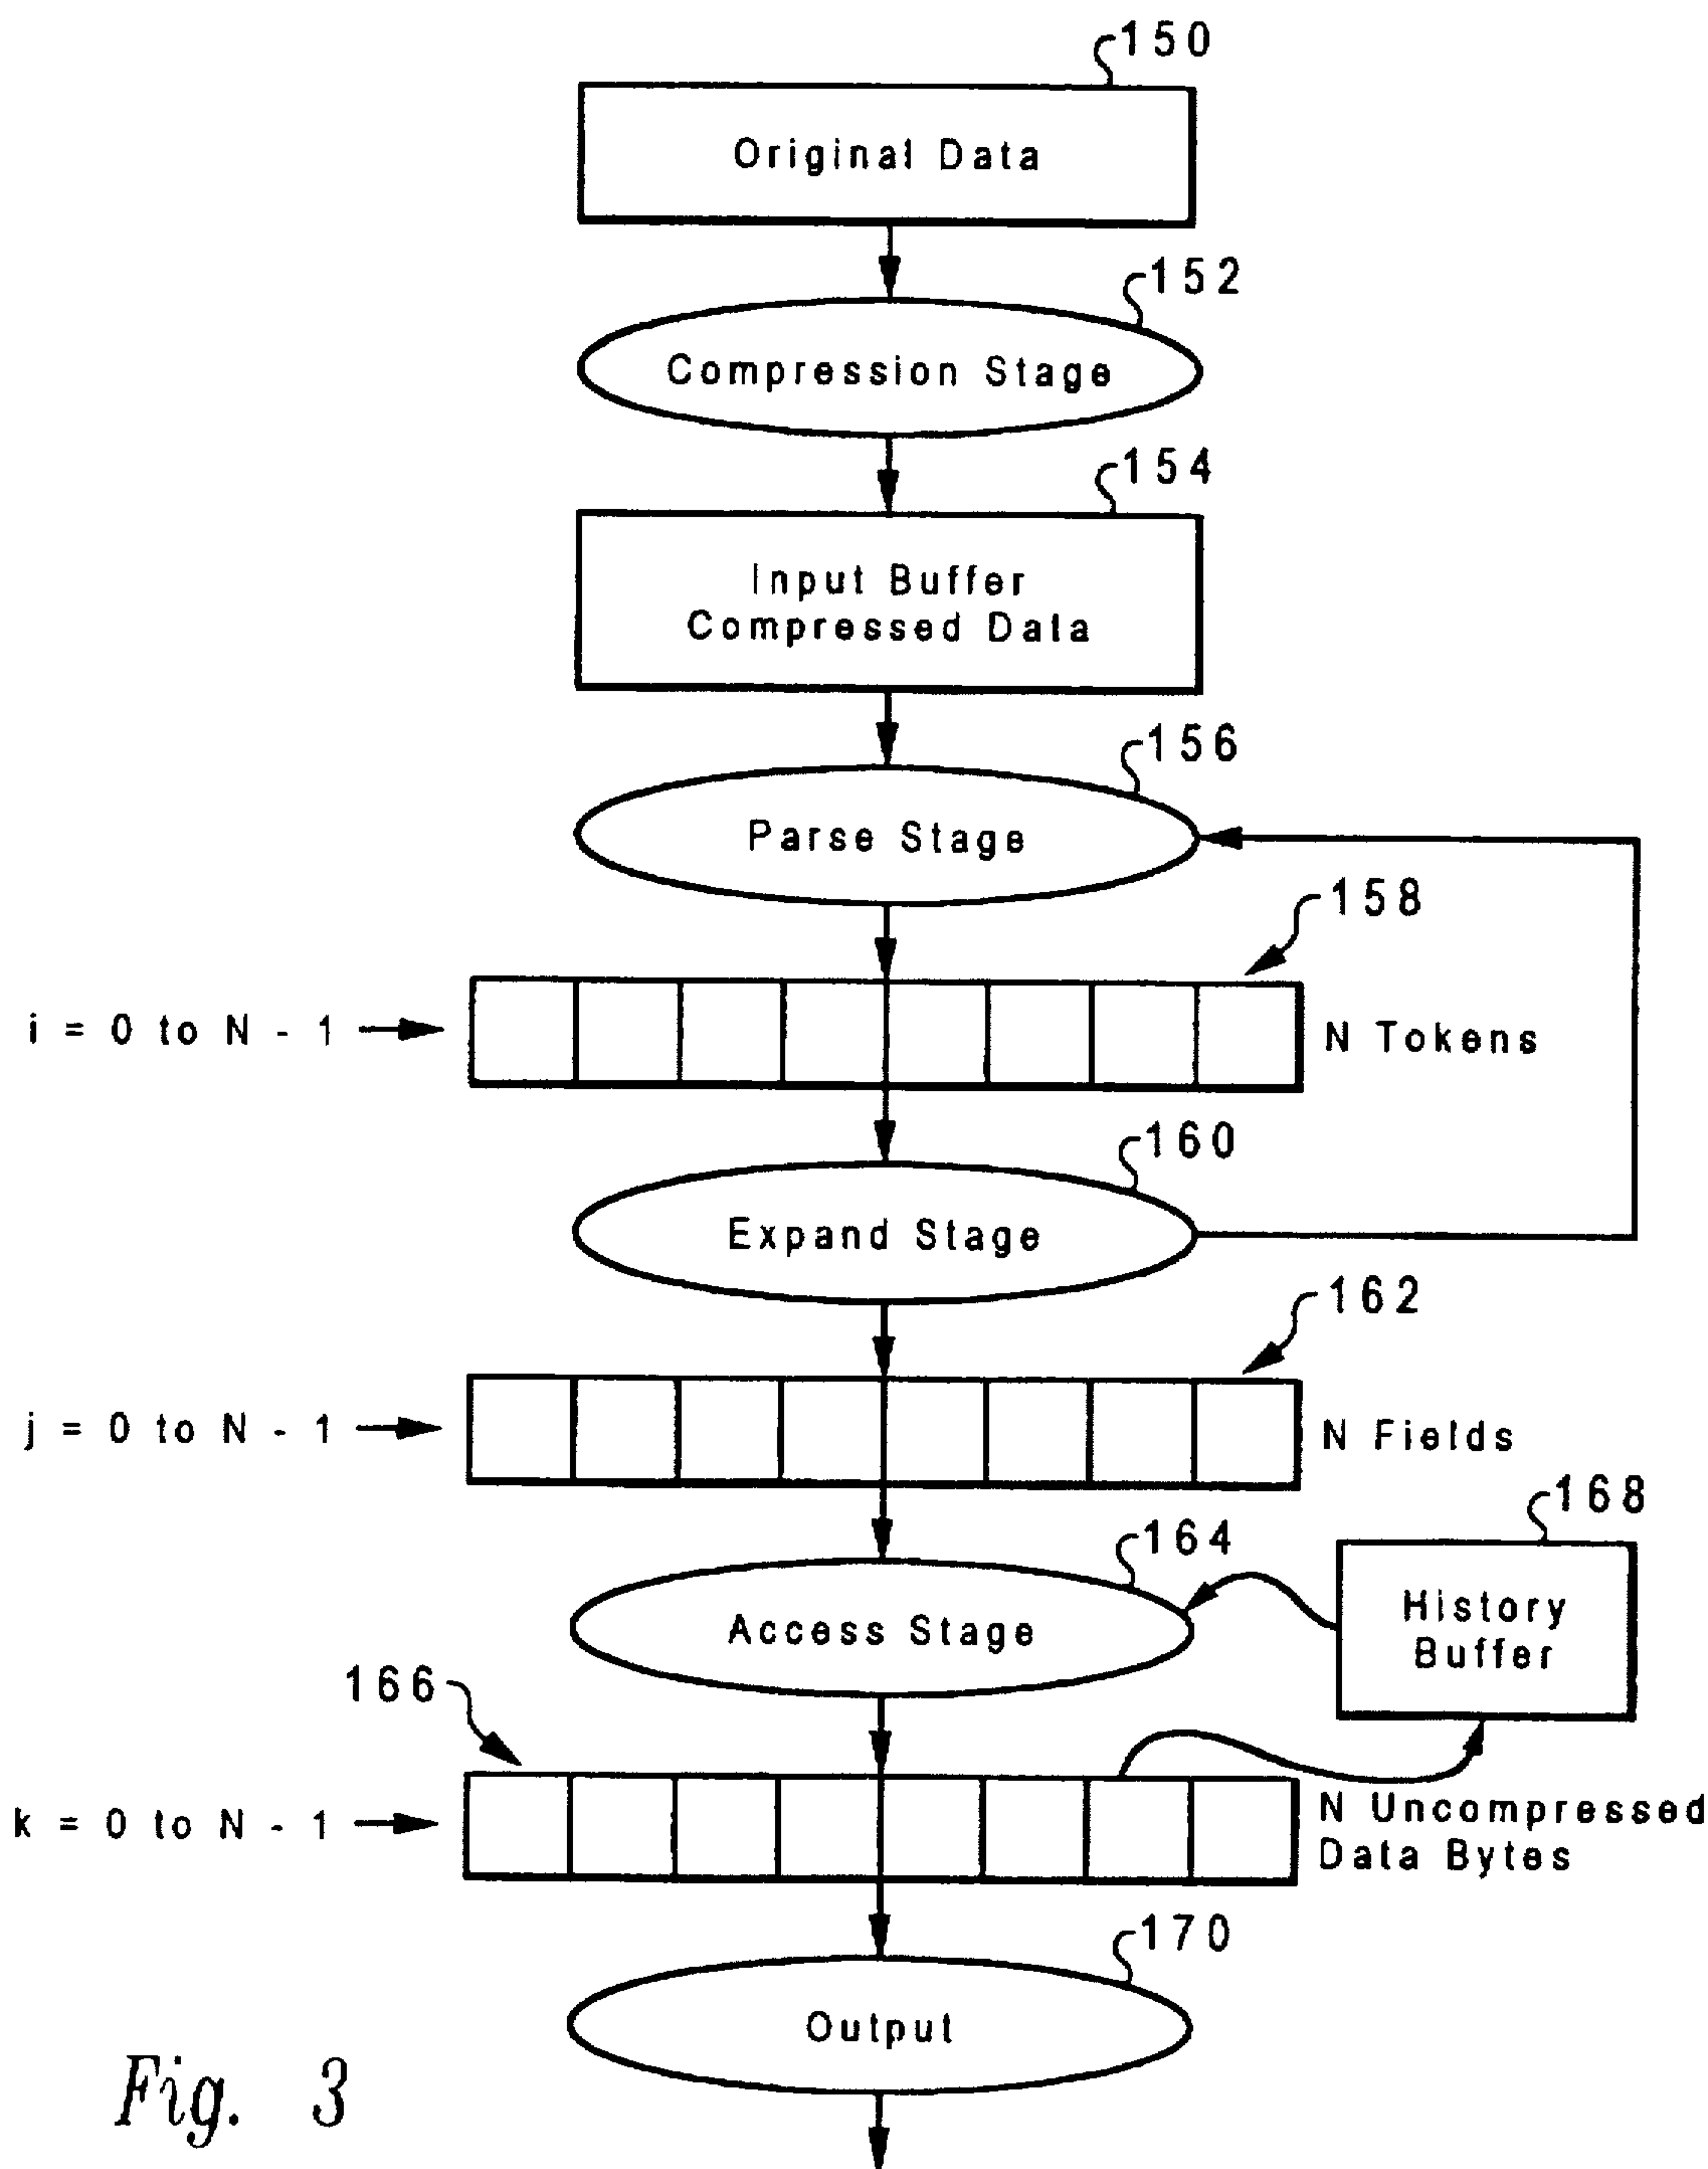 150
Original Data
152
Compression Stage
154
Input Buffer
Compressed Data
156
Parse Stage
158
i = 0 to N - 1
N Tokens
160
Expand Stage
162
j = 0 to N - 1
N Fields
168
164
History
Buffer
Access Stage
166
k = 0 to N - 1
N Uncompressed
Data Bytes
170
Output
Fig. 3